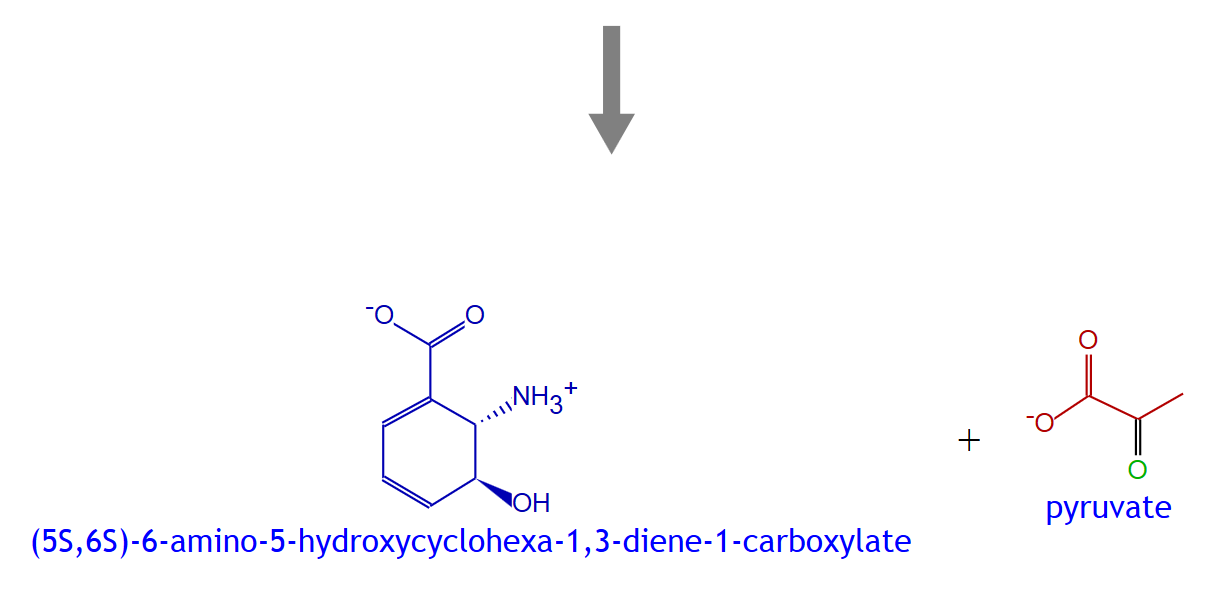 ⁻O O
O
NH₃⁺
⁻O
+
O
OH
pyruvate
(5S,6S)-6-amino-5-hydroxycyclohexa-1,3-diene-1-carboxylate